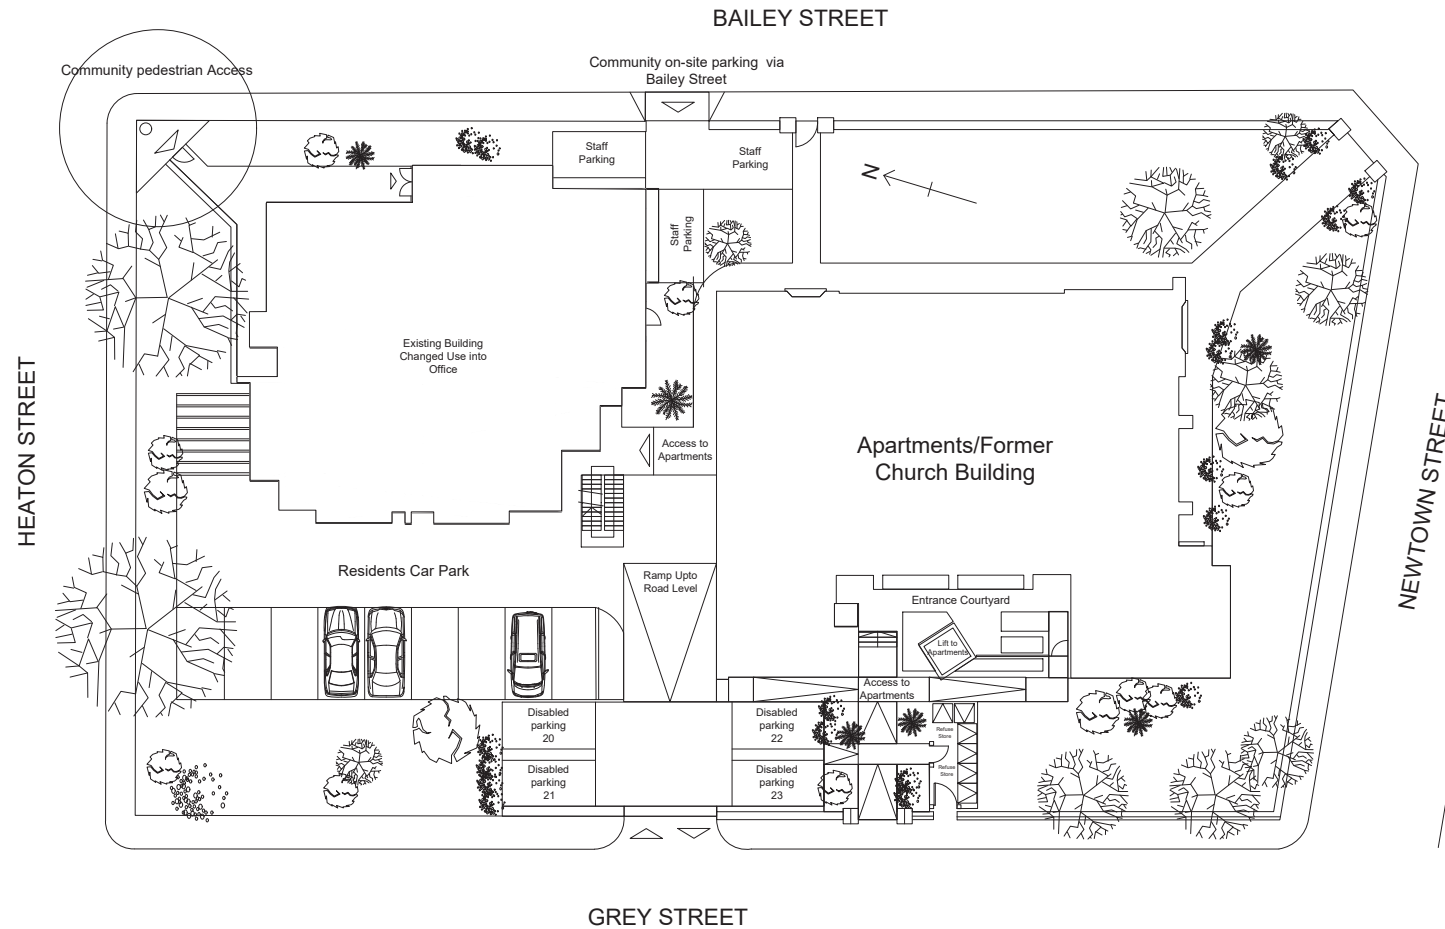 BAILEY STREET
Community pedestrian Access
Community on-site parking via
Bailey Street
Staff
Parking
Staff
Parking
N
Staff
Parking
Existing Building
Changed Use into
Office
HEATON STREET
Access to
Apartments
Apartments/Former
Church Building
NEWTOWN STREET
Residents Car Park
Ramp Upto
Road Level
Entrance Courtyard
Lift to
Apartments
Access to
Apartments
Disabled
parking
20
Disabled
parking
22
Refuse
Store
Disabled
parking
21
Disabled
parking
23
Refuse
Store
GREY STREET